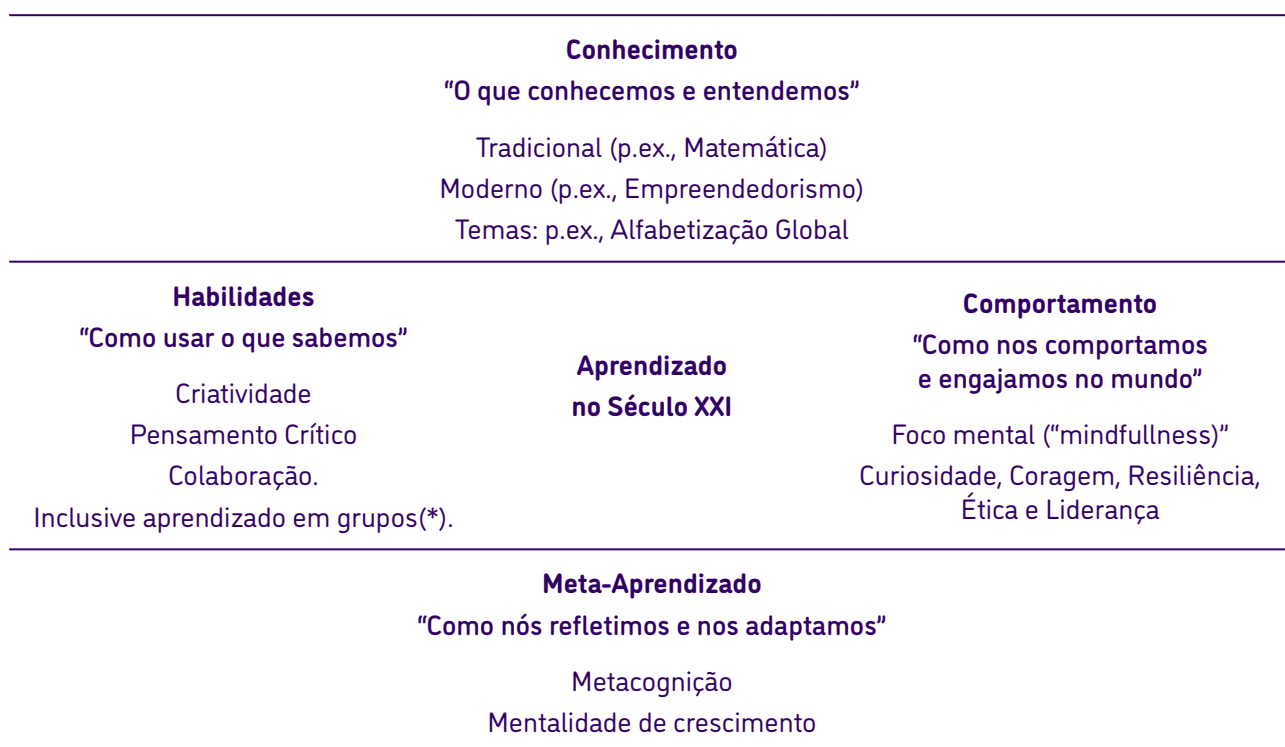 Conhecimento
“O que conhecemos e entendemos”
Tradicional (p.ex., Matemática)
Moderno (p.ex., Empreendedorismo)
Temas: p.ex., Alfabetização Global
Habilidades
“Como usar o que sabemos”
Criatividade
Pensamento Crítico
Colaboração.
Inclusive aprendizado em grupos(*).
Aprendizado
no Século XXI
Comportamento
“Como nos comportamos
e engajamos no mundo”
Foco mental (“mindfullness)”
Curiosidade, Coragem, Resiliência,
Ética e Liderança
Meta-Aprendizado
“Como nós refletimos e nos adaptamos”
Metacognição
Mentalidade de crescimento